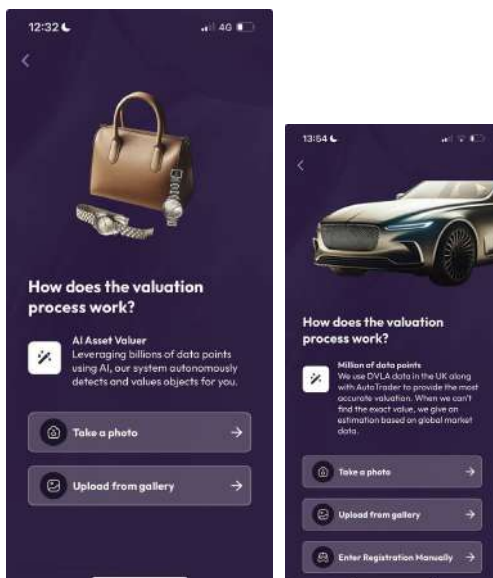 12:32
4G
How does the valuation
process work?
AI Asset Valuer
Leveraging billions of data points
using AI, our system autonomously
detects and values objects for you.
Take a photo
Upload from gallery
13:54
How does the valuation
process work?
Million of data points
We use DVLA data in the UK along
with AutoTrader to provide the most
accurate valuation. When we can't
find the exact value, we give an
estimation based on global market
data.
Take a photo
Upload from gallery
Enter Registration Manually